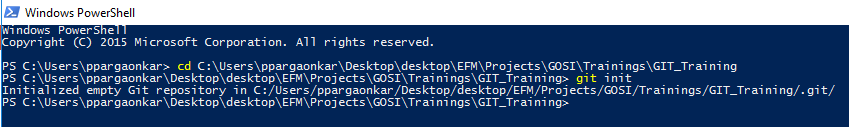 Windows PowerShell
Windows PowerShell
Copyright (C) 2015 Microsoft Corporation. All rights reserved.
PS C:\Users\ppargaonkar> cd C:\Users\ppargaonkar\Desktop\desktop\EFM\Projects\GOSI\Trainings\GIT_Training
PS C:\Users\ppargaonkar\Desktop\desktop\EFM\Projects\GOSI\Trainings\GIT_Training> git init
Initialized empty Git repository in C:/Users/ppargaonkar/Desktop/desktop/EFM/Projects/GOSI/Trainings/GIT_Training/.git/
PS C:\Users\ppargaonkar\Desktop\desktop\EFM\Projects\GOSI\Trainings\GIT_Training>